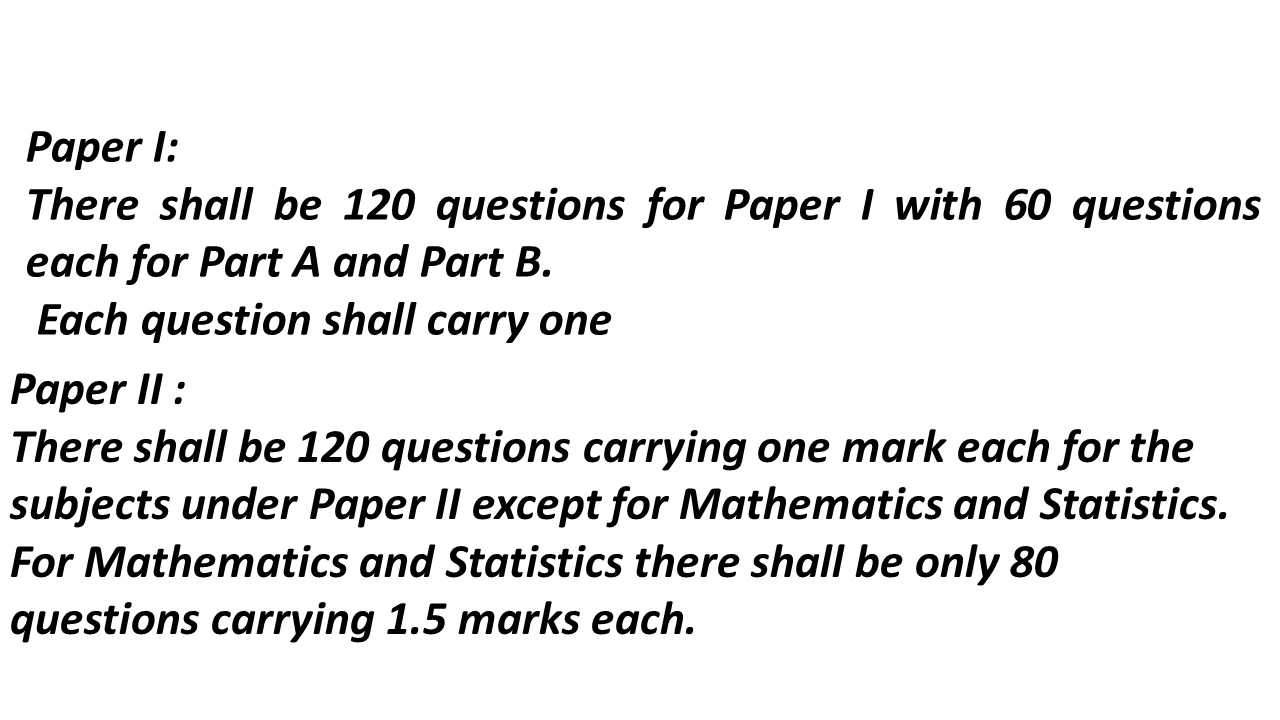 Paper I:
There shall be 120 questions for Paper I with 60 questions
each for Part A and Part B.
Each question shall carry one
Paper II :
There shall be 120 questions carrying one mark each for the
subjects under Paper II except for Mathematics and Statistics.
For Mathematics and Statistics there shall be only 80
questions carrying 1.5 marks each.